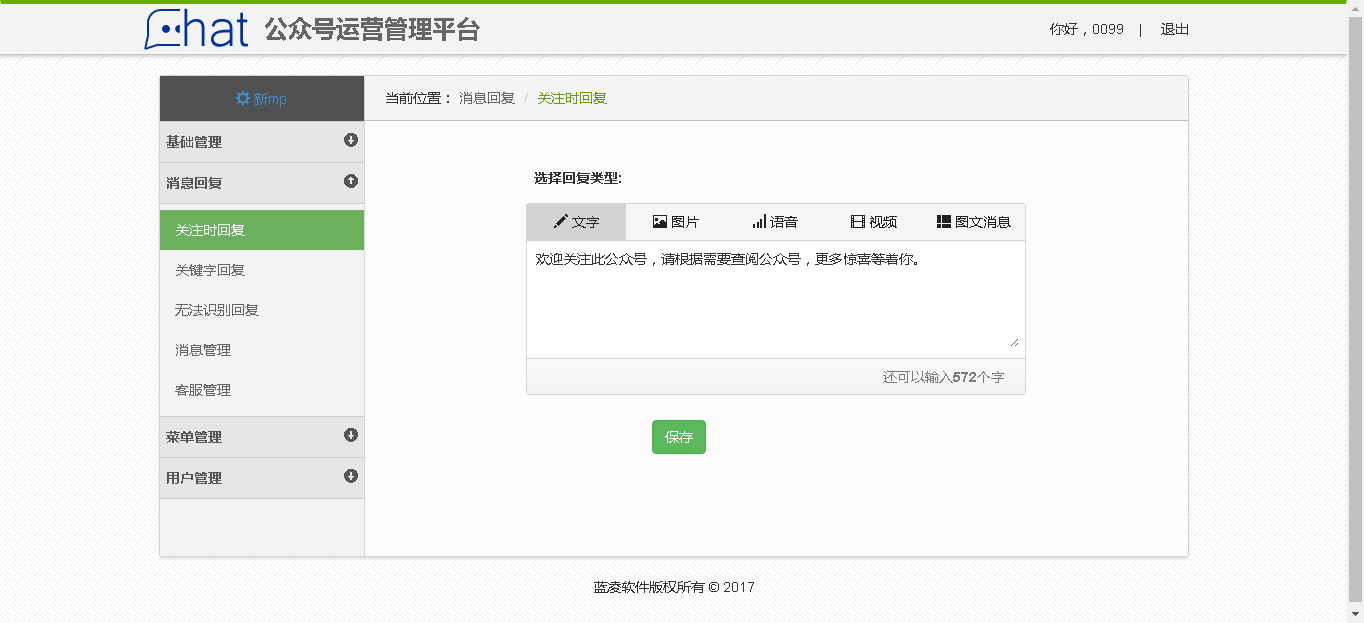 Chat 公众号运营管理平台
你好，0099 | 退出
新mp
当前位置： 消息回复 / 关注时回复
基础管理
消息回复
关注时回复
关键字回复
无法识别回复
消息管理
客服管理
菜单管理
用户管理
选择回复类型:
文字 图片 语音 视频 图文消息
欢迎关注此公众号，请根据需要查阅公众号，更多惊喜等着你。
还可以输入572个字
保存
蓝凌软件版权所有 © 2017